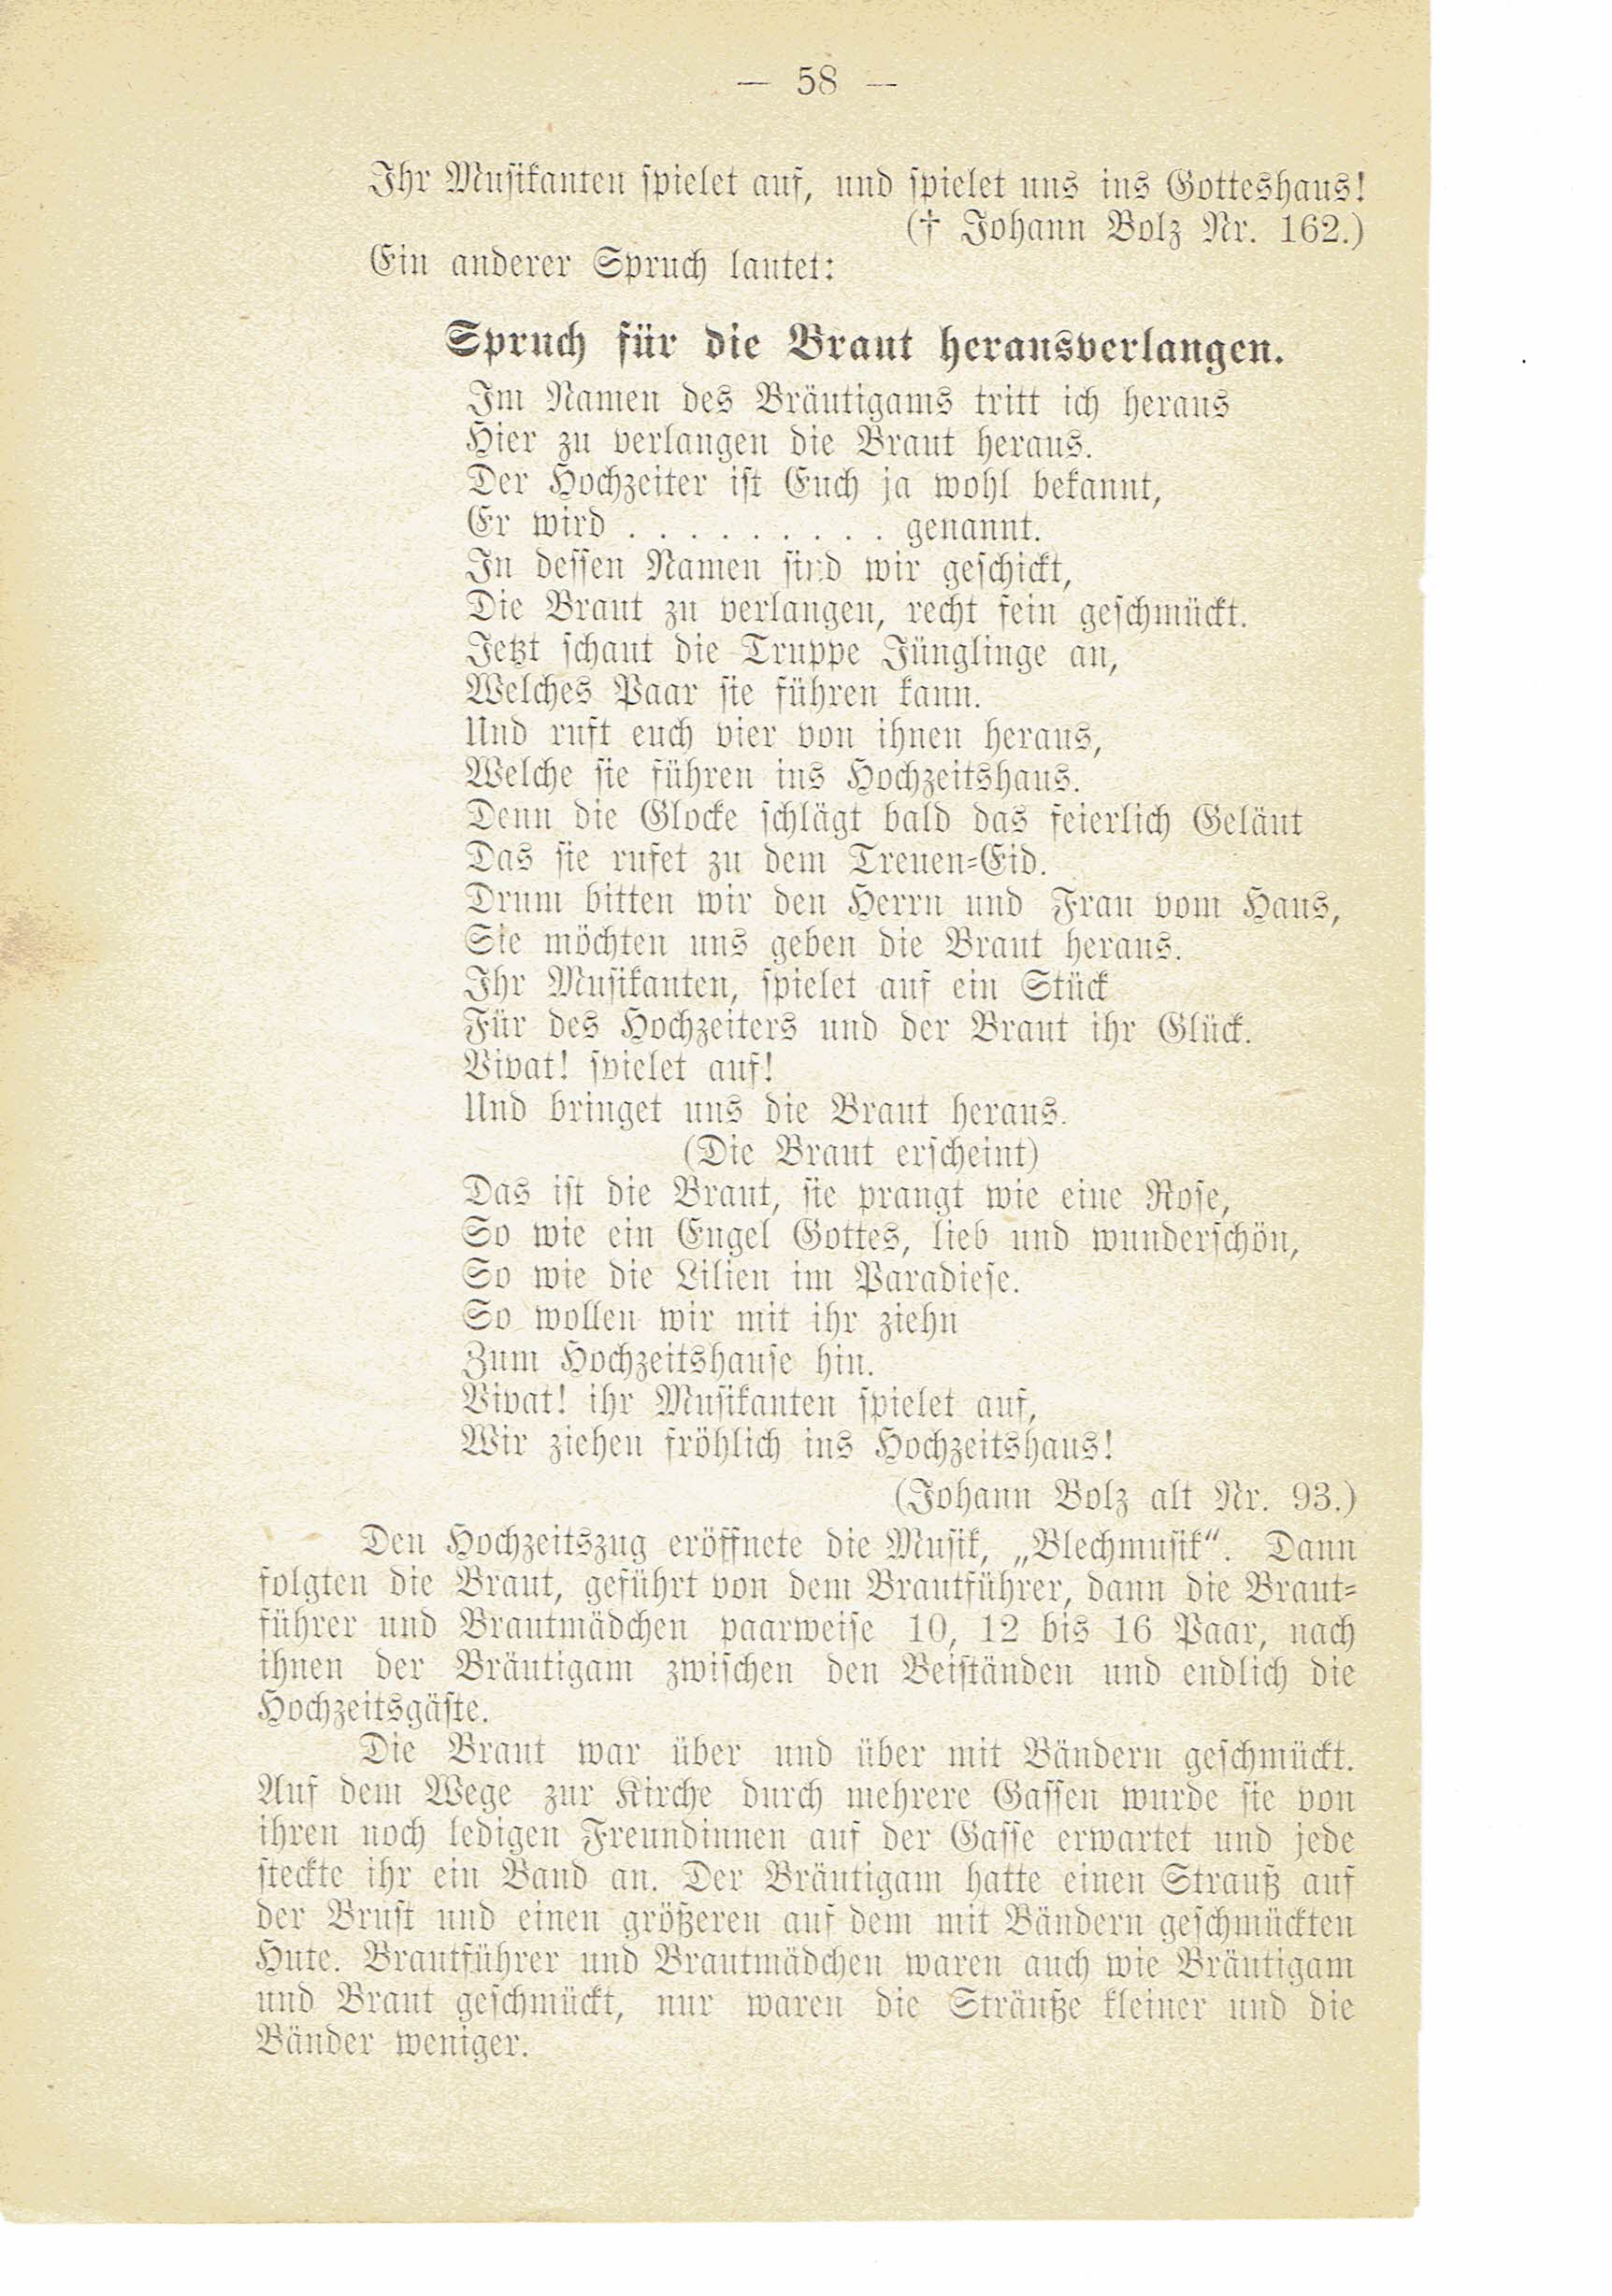 — 58 —
Ihr Musikanten spielet auf, und spielet uns ins Gotteshaus!
(† Johann Bolz Nr. 162.)
Ein anderer Spruch lautet:
Spruch für die Braut herausverlangen.
Im Namen des Bräutigams tritt ich heraus
Hier zu verlangen die Braut heraus.
Der Hochzeiter ist Euch ja wohl bekannt,
Er wird . . . . . . . . . genannt.
In dessen Namen sind wir geschickt,
Die Braut zu verlangen, recht fein geschmückt.
Jetzt schaut die Truppe Jünglinge an,
Welches Paar sie führen kann.
Und ruft euch vier von ihnen heraus,
Welche sie führen ins Hochzeitshaus.
Denn die Glocke schlägt bald das feierlich Geläut
Das sie rufet zu dem Treuen-Eid.
Drum bitten wir den Herrn und Frau vom Haus,
Sie möchten uns geben die Braut heraus.
Ihr Musikanten, spielet auf ein Stück
Für des Hochzeiters und der Braut ihr Glück.
Vivat! spielet auf!
Und bringet uns die Braut heraus.
(Die Braut erscheint)
Das ist die Braut, sie prangt wie eine Rose,
So wie ein Engel Gottes, lieb und wunderschön,
So wie die Lilien im Paradiese.
So wollen wir mit ihr ziehn
Zum Hochzeitshause hin.
Vivat! ihr Musikanten spielet auf,
Wir ziehen fröhlich ins Hochzeitshaus!
(Johann Bolz alt Nr. 93.)
Den Hochzeitszug eröffnete die Musik, „Blechmusik“. Dann
folgten die Braut, geführt von dem Brautführer, dann die Braut-
führer und Brautmädchen paarweise 10, 12 bis 16 Paar, nach
ihnen der Bräutigam zwischen den Beiständen und endlich die
Hochzeitsgäste.
Die Braut war über und über mit Bändern geschmückt.
Auf dem Wege zur Kirche durch mehrere Gassen wurde sie von
ihren noch ledigen Freundinnen auf der Gasse erwartet und jede
steckte ihr ein Band an. Der Bräutigam hatte einen Strauß auf
der Brust und einen größeren auf dem mit Bändern geschmückten
Hute. Brautführer und Brautmädchen waren auch wie Bräutigam
und Braut geschmückt, nur waren die Sträuße kleiner und die
Bänder weniger.